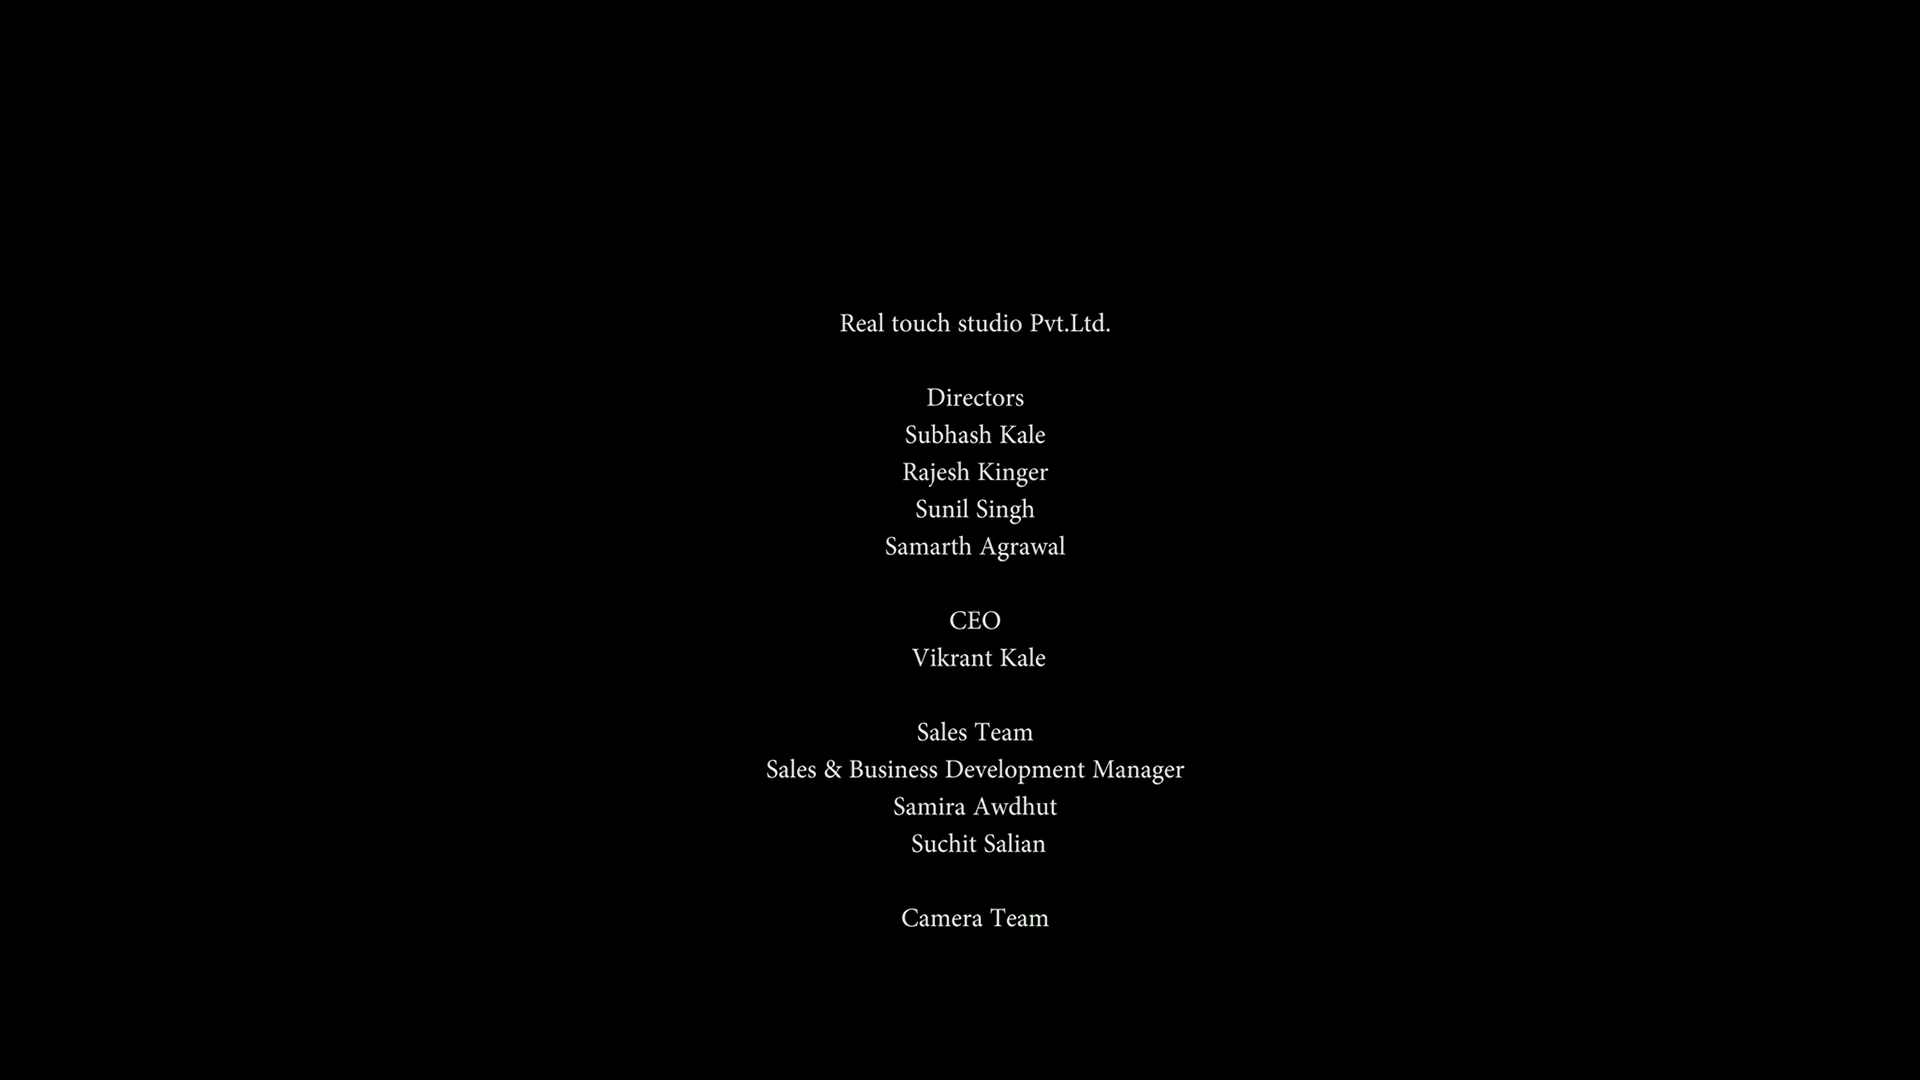 Real touch studio Pvt.Ltd.
Directors
Subhash Kale
Rajesh Kinger
Sunil Singh
Samarth Agrawal
CEO
Vikrant Kale
Sales Team
Sales & Business Development Manager
Samira Awdhut
Suchit Salian
Camera Team